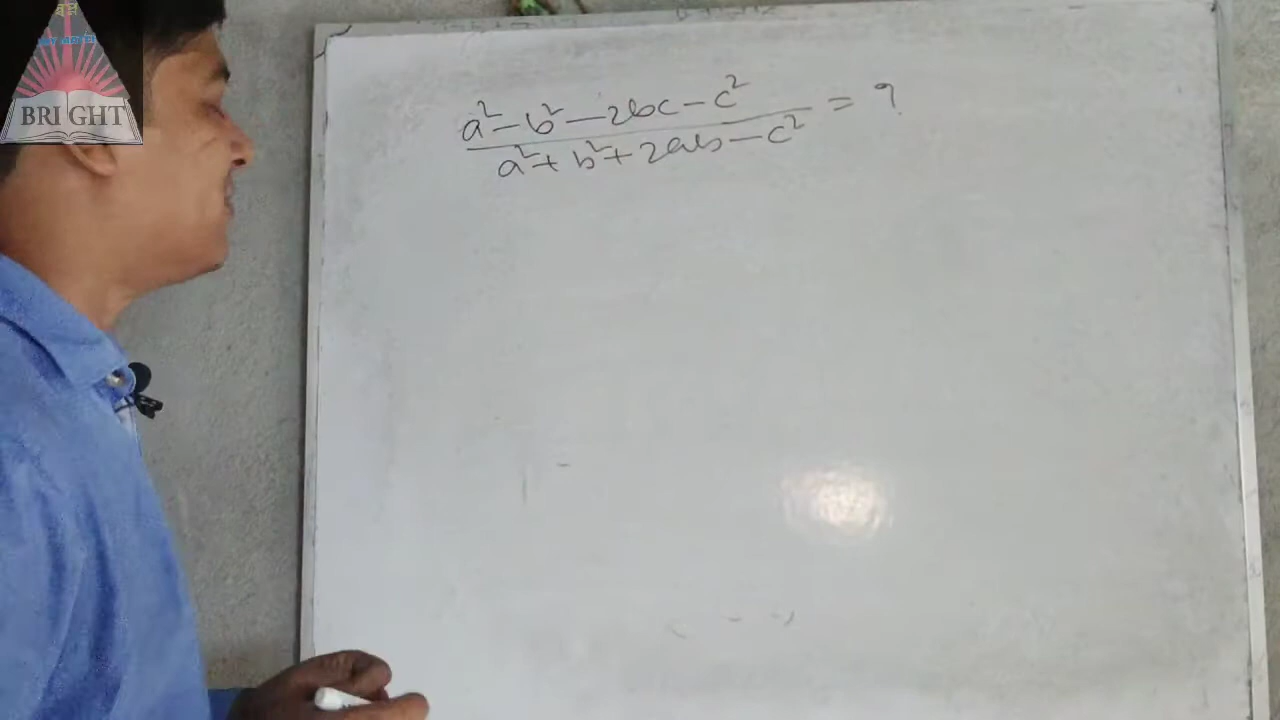 BRIGHT
a² - b² - 2bc - c² / a² + b² + 2ab - c² = ?